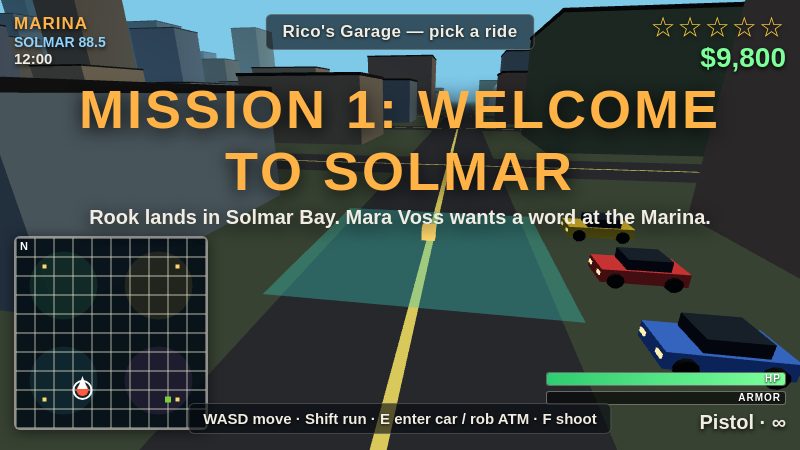 MARINA
SOLMAR 88.5
12:00
Rico's Garage — pick a ride
☆☆☆☆☆
$9,800
MISSION 1: WELCOME
TO SOLMAR
Rook lands in Solmar Bay. Mara Voss wants a word at the Marina.
N
HP
ARMOR
WASD move · Shift run · E enter car / rob ATM · F shoot
Pistol · ∞